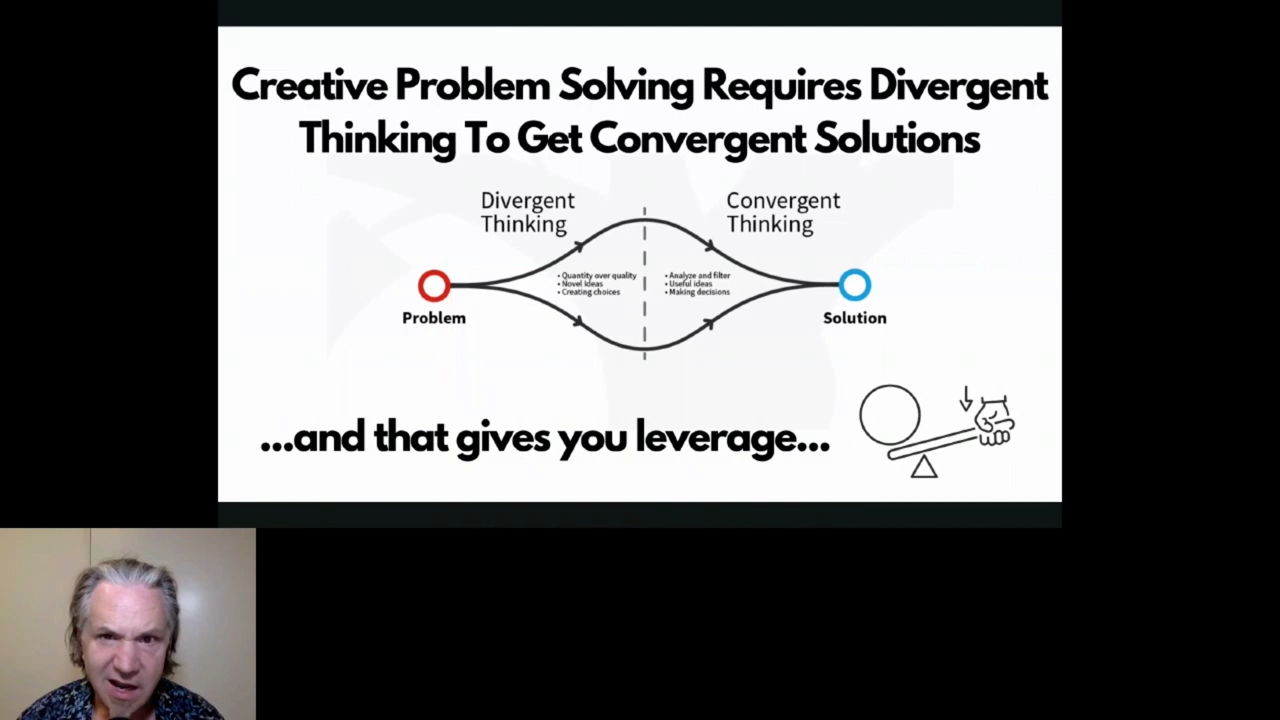 Creative Problem Solving Requires Divergent
Thinking To Get Convergent Solutions
Divergent
Thinking
Convergent
Thinking
• Quantity over quality
• Novel Ideas
• Creating choices
• Analyze and filter
• Useful ideas
• Making decisions
Problem
Solution
...and that gives you leverage...